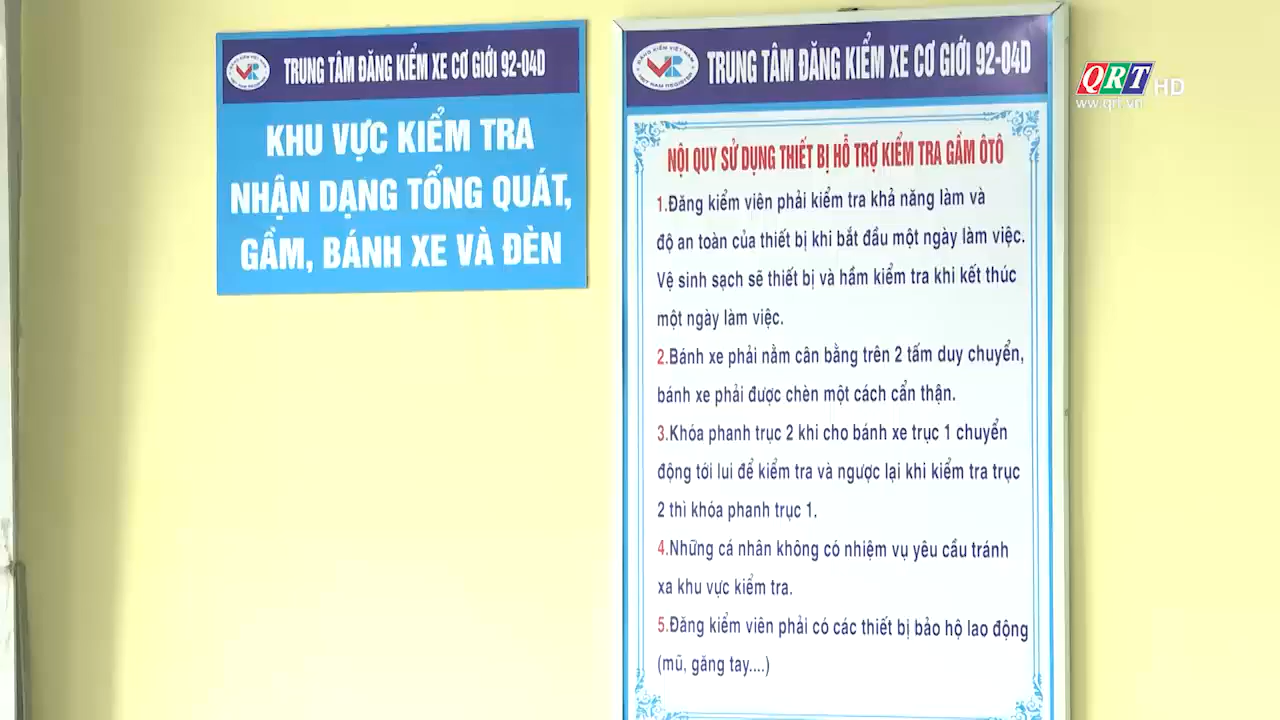 TRUNG TÂM ĐĂNG KIỂM XE CƠ GIỚI 92-04D
KHU VỰC KIỂM TRA
NHẬN DẠNG TỔNG QUÁT,
GẦM, BÁNH XE VÀ ĐÈN
ĐĂNG KIỂM VIỆT NAM
VR
VIET NAM REGISTER
TRUNG TÂM ĐĂNG KIỂM XE CƠ GIỚI 92-04D
NỘI QUY SỬ DỤNG THIẾT BỊ HỖ TRỢ KIỂM TRA GẦM ÔTÔ
1.Đăng kiểm viên phải kiểm tra khả năng làm và
độ an toàn của thiết bị khi bắt đầu một ngày làm việc.
Vệ sinh sạch sẽ thiết bị và hầm kiểm tra khi kết thúc
một ngày làm việc.
2.Bánh xe phải nằm cân bằng trên 2 tấm duy chuyển,
bánh xe phải được chèn một cách cẩn thận.
3.Khóa phanh trục 2 khi cho bánh xe trục 1 chuyển
động tới lui để kiểm tra và ngược lại khi kiểm tra trục
2 thì khóa phanh trục 1.
4.Những cá nhân không có nhiệm vụ yêu cầu tránh
xa khu vực kiểm tra.
5.Đăng kiểm viên phải có các thiết bị bảo hộ lao động
(mũ, găng tay....)
QRT HD
ww.qrt.vn